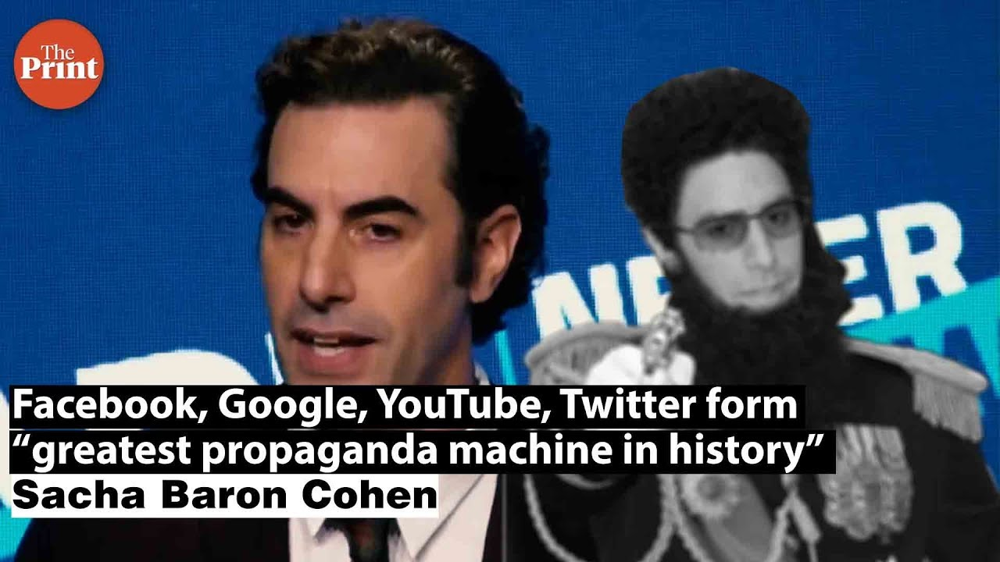 The
Print
Facebook, Google, YouTube, Twitter form
“greatest propaganda machine in history”
Sacha Baron Cohen